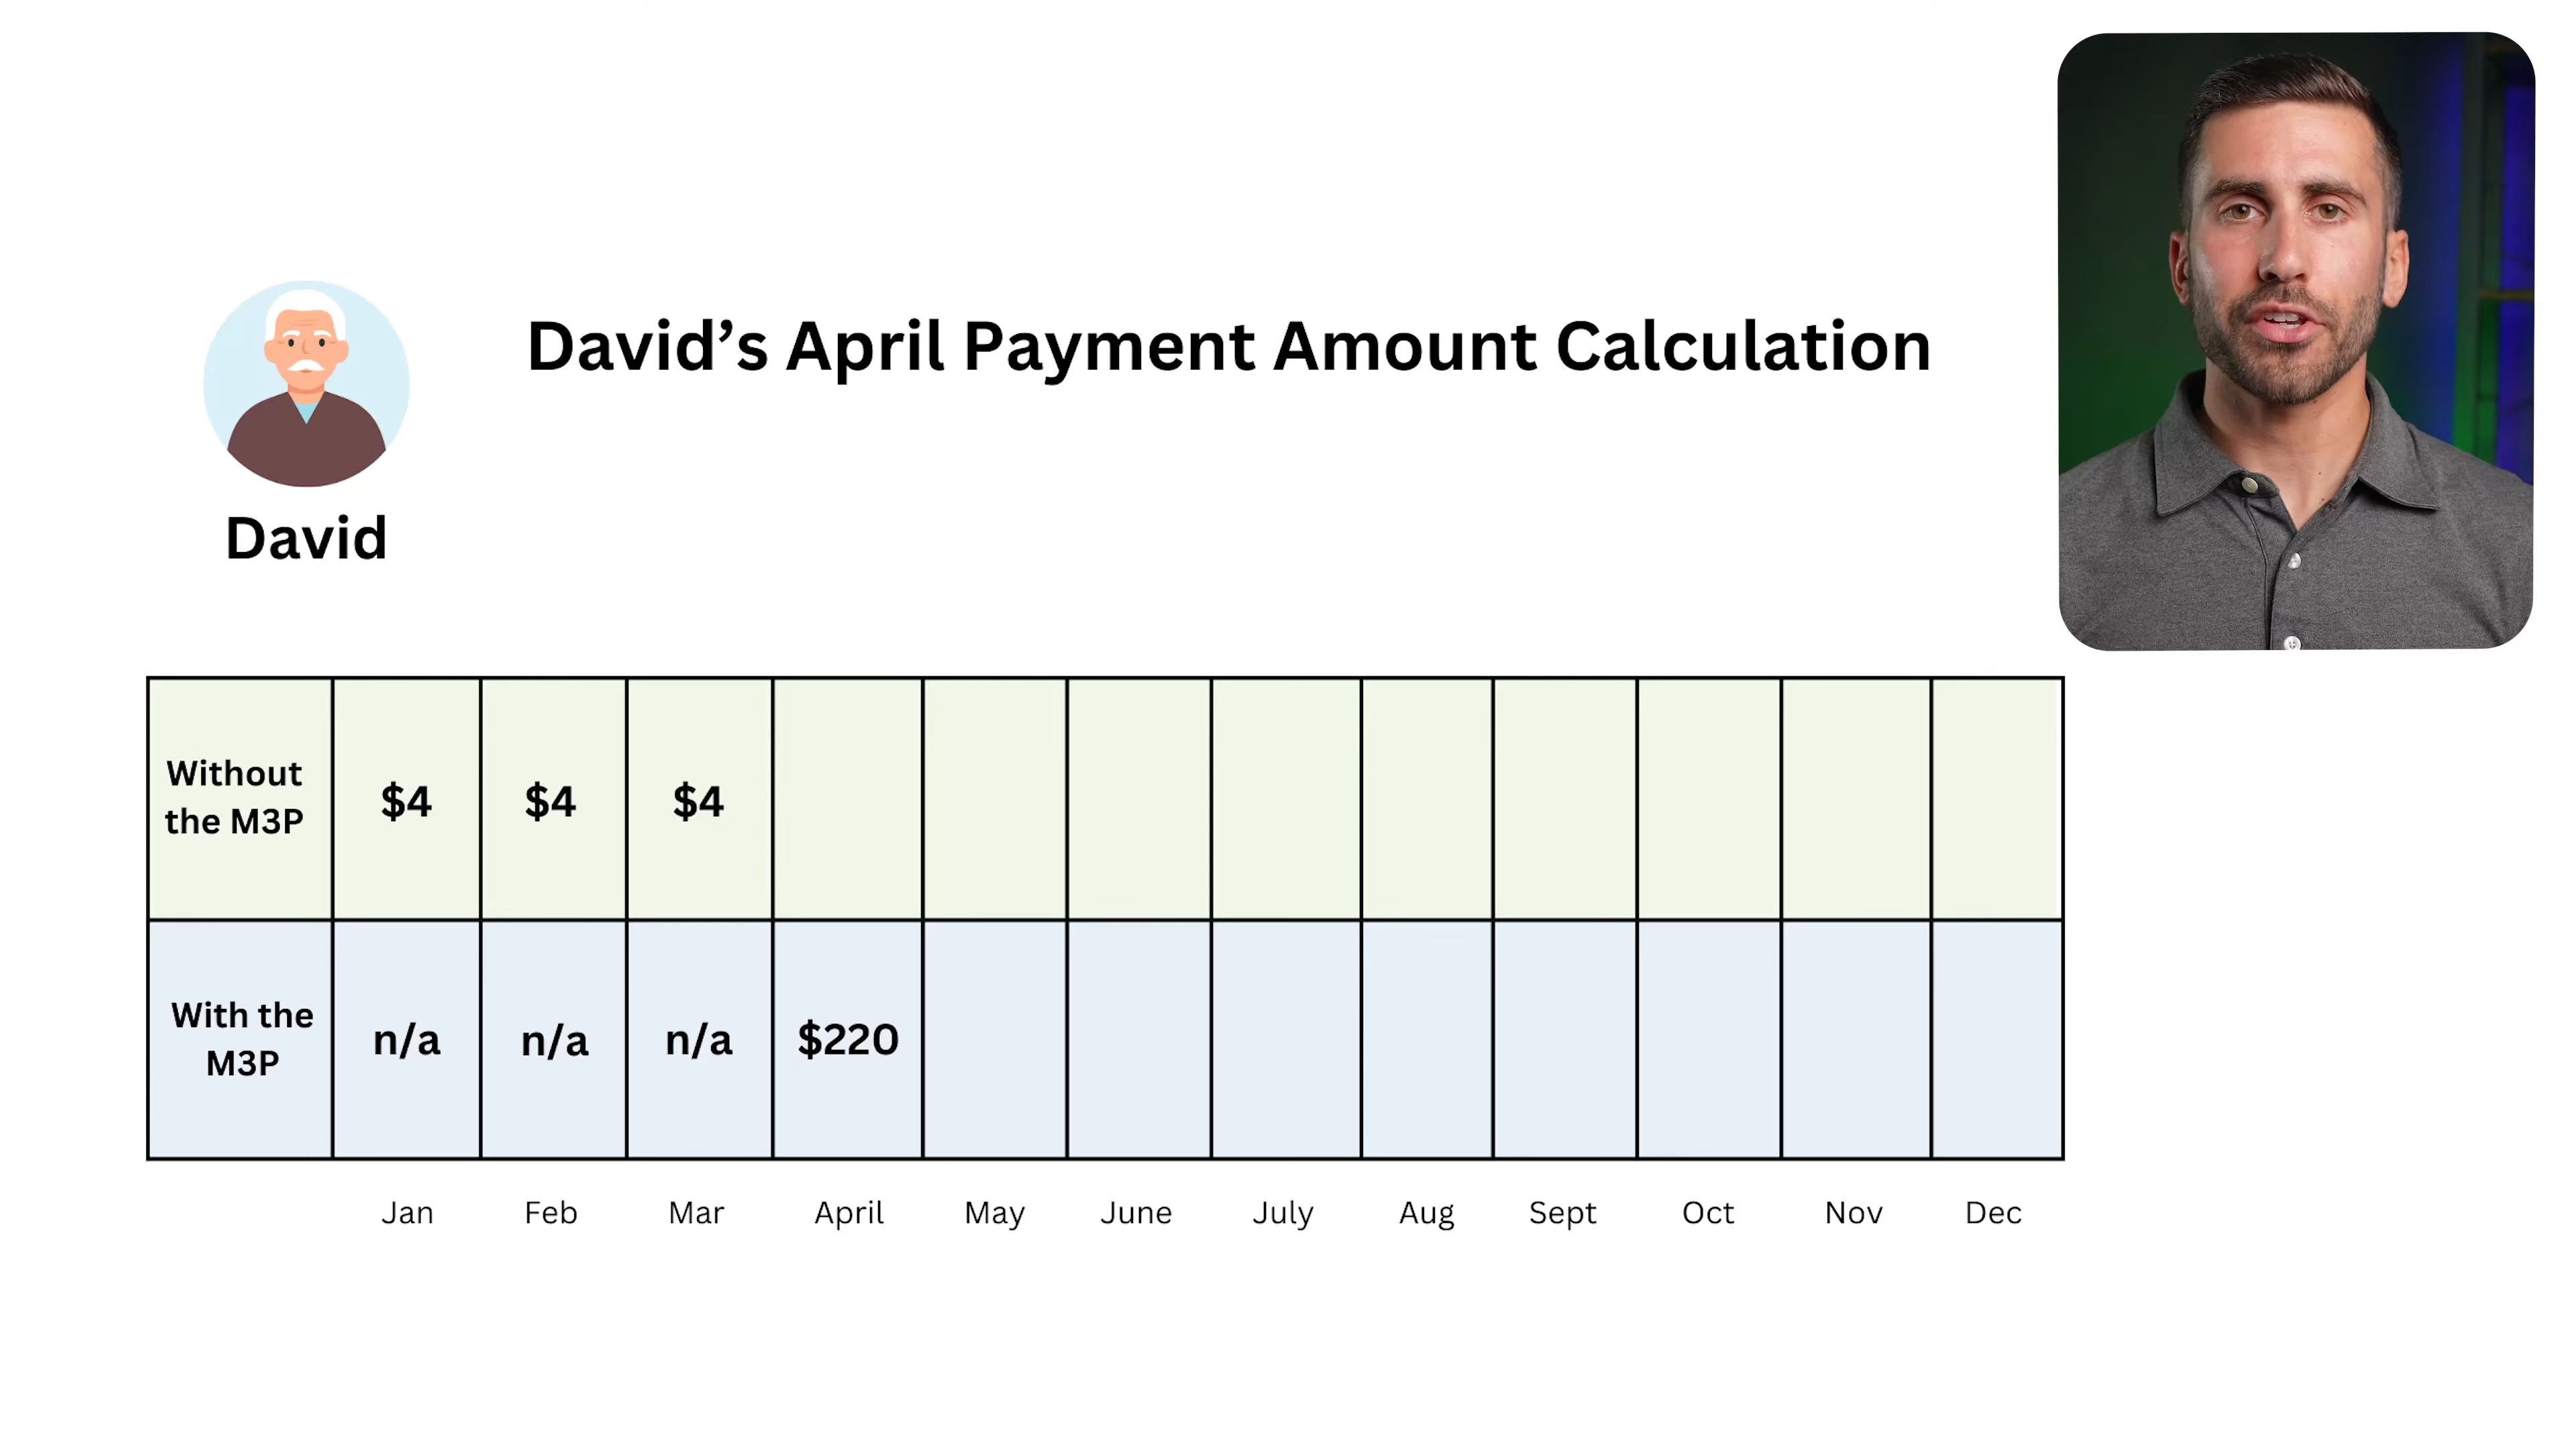 David's April Payment Amount Calculation
David
Without
the M3P
$4
$4
$4
With the
M3P
n/a
n/a
n/a
$220
Jan
Feb
Mar
April
May
June
July
Aug
Sept
Oct
Nov
Dec